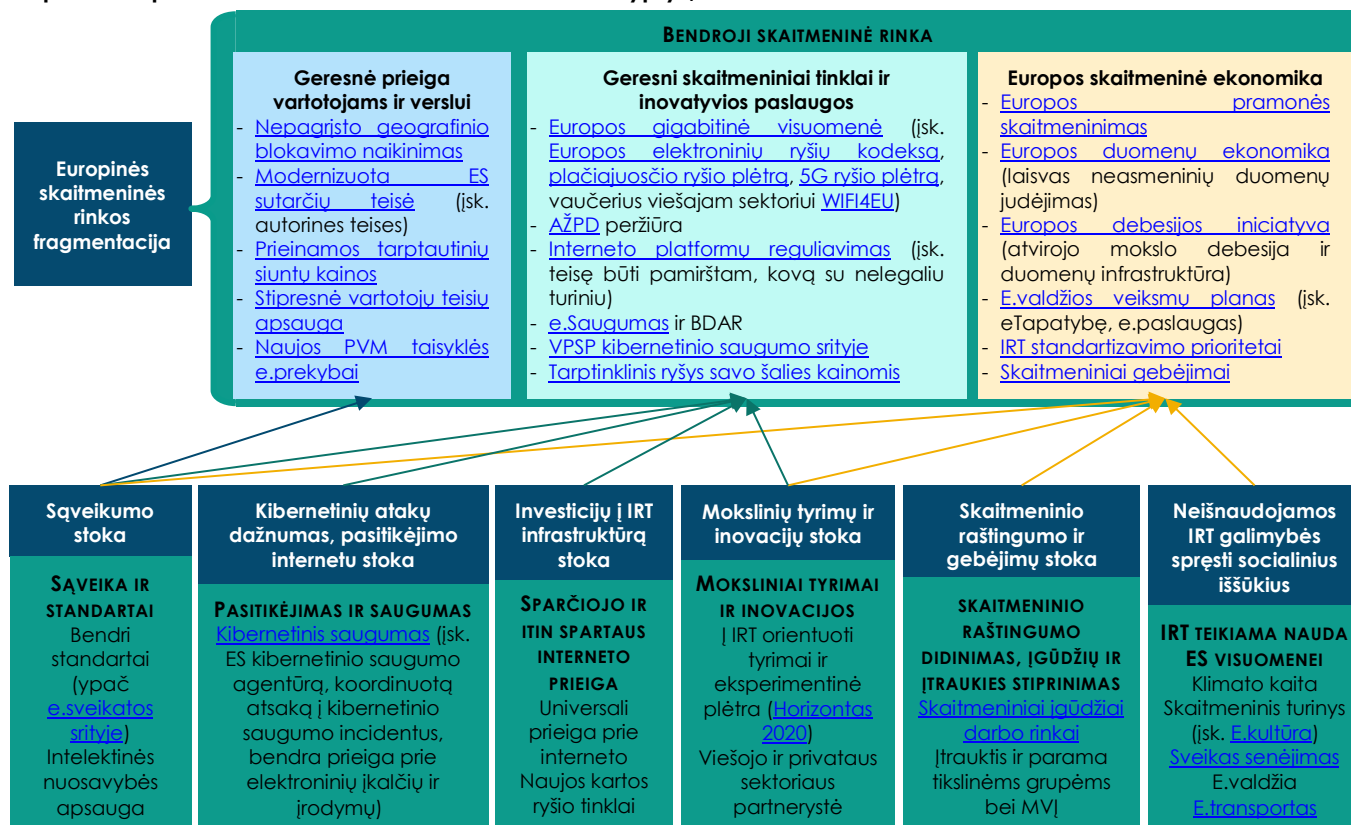 BENDROJI SKAITMENINĖ RINKA
Europinės
skaitmeninės
rinkos
fragmentacija
Geresnė prieiga
vartotojams ir verslui
- Nepagrįsto geografinio
blokavimo naikinimas
- Modernizuota ES
sutarčių teisė (įsk.
autorines teises)
- Prieinamos tarptautinių
siuntų kainos
- Stipresnė vartotojų teisių
apsauga
- Naujos PVM taisyklės
e.prekybai
Geresni skaitmeniniai tinklai ir
inovatyvios paslaugos
- Europos gigabitinė visuomenė (įsk.
Europos elektroninių ryšių kodeksą,
plačiajuosčio ryšio plėtrą, 5G ryšio plėtrą,
vaučerius viešajam sektoriui WIFI4EU)
- AŽPD peržiūra
- Interneto platformų reguliavimas (įsk.
teisę būti pamirštam, kovą su nelegaliu
turiniu)
- e.Saugumas ir BDAR
- VPSP kibernetinio saugumo srityje
- Tarptinklinis ryšys savo šalies kainomis
Europos skaitmeninė ekonomika
- Europos pramonės
skaitmeninimas
- Europos duomenų ekonomika
(laisvas neasmeninių duomenų
judėjimas)
- Europos debesijos iniciatyva
(atvirojo mokslo debesija ir
duomenų infrastruktūra)
- E.valdžios veiksmų planas (įsk.
eTapatybę, e.paslaugas)
- IRT standartizavimo prioritetai
- Skaitmeniniai gebėjimai
Sąveikumo
stoka
SĄVEIKA IR
STANDARTAI
Bendri
standartai
(ypač
e.sveikatos
srityje)
Intelektinės
nuosavybės
apsauga
Kibernetinių atakų
dažnumas, pasitikėjimo
internetu stoka
PASITIKĖJIMAS IR SAUGUMAS
Kibernetinis saugumas (įsk.
ES kibernetinio saugumo
agentūrą, koordinuotą
atsaką į kibernetinio
saugumo incidentus,
bendra prieiga prie
elektroninių įkalčių ir
įrodymų)
Investicijų į IRT
infrastruktūrą
stoka
SPARČIOJO IR
ITIN SPARTAUS
INTERNETO
PRIEIGA
Universali
prieiga prie
interneto
Naujos kartos
ryšio tinklai
Mokslinių tyrimų ir
inovacijų stoka
MOKSLINIAI TYRIMAI
IR INOVACIJOS
Į IRT orientuoti
tyrimai ir
eksperimentinė
plėtra (Horizontas
2020)
Viešojo ir privataus
sektoriaus
partnerystė
Skaitmeninio
raštingumo ir
gebėjimų stoka
SKAITMENINIO
RAŠTINGUMO
DIDINIMAS, ĮGŪDŽIŲ IR
ĮTRAUKIES STIPRINIMAS
Skaitmeniniai įgūdžiai
darbo rinkai
Įtrauktis ir parama
tikslinėms grupėms
bei MVĮ
Neišnaudojamos
IRT galimybės
spręsti socialinius
iššūkius
IRT TEIKIAMA NAUDA
ES VISUOMENEI
Klimato kaita
Skaitmeninis turinys
(įsk. E.kultūra)
Sveikas senėjimas
E.valdžia
E.transportas